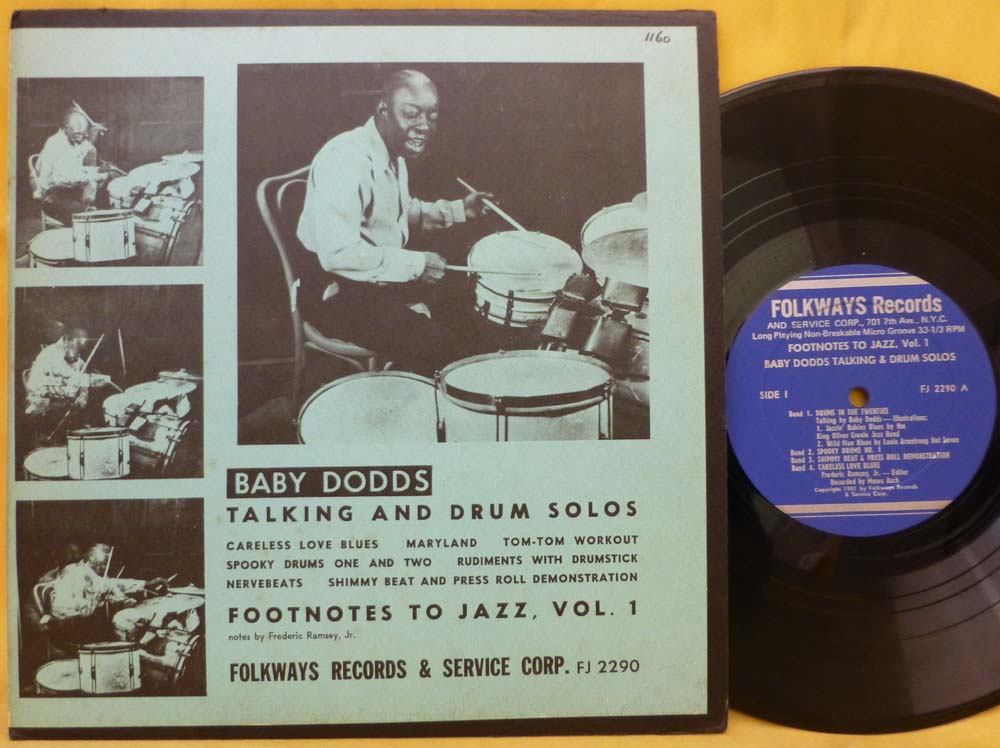 1160
BABY DODDS
TALKING AND DRUM SOLOS
CARELESS LOVE BLUES MARYLAND TOM-TOM WORKOUT
SPOOKY DRUMS ONE AND TWO RUDIMENTS WITH DRUMSTICK
NERVEBEATS SHIMMY BEAT AND PRESS ROLL DEMONSTRATION
FOOTNOTES TO JAZZ, VOL. 1
notes by Frederic Ramsey, Jr.
FOLKWAYS RECORDS & SERVICE CORP. FJ 2290
FOLKWAYS Records
AND SERVICE CORP., 701 7th Ave., N.Y.C.
Long Playing Non-Breakable Micro Groove 33-1/3 RPM
FOOTNOTES TO JAZZ, Vol. 1
BABY DODDS TALKING & DRUM SOLOS
SIDE I FJ 2290 A
Band 1. DRUMS IN THE TWENTIES
Talking by Baby Dodds — Illustrations:
1. Jazzin' Babies Blues by the
King Oliver Creole Jazz Band
2. Wild Man Blues by Louis Armstrong Hot Seven
Band 2. SPOOKY DRUMS NO. 1
Band 3. SHIMMY BEAT & PRESS ROLL DEMONSTRATION
Band 4. CARELESS LOVE BLUES
Frederic Ramsey, Jr. — Editor
Recorded by Moses Asch
Copyright by Folkways Records
& Service Corp.